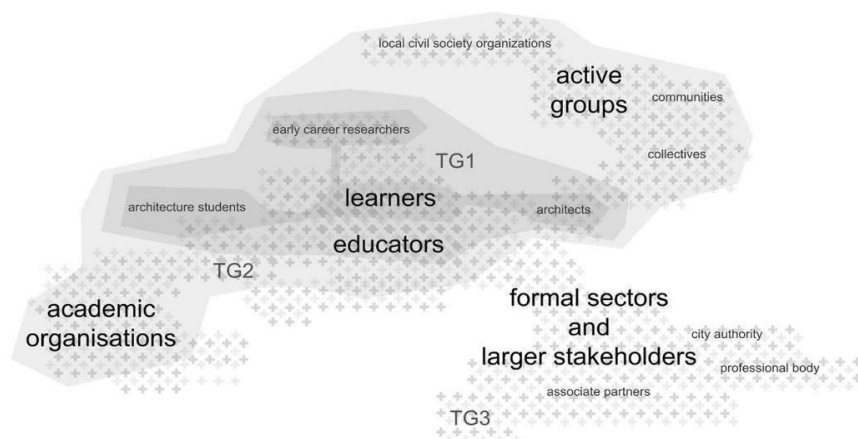 local civil society organizations
active
groups
communities
early career researchers
collectives
TG1
learners
architecture students
architects
educators
TG2
academic
organisations
formal sectors
and
larger stakeholders
city authority
professional body
associate partners
TG3